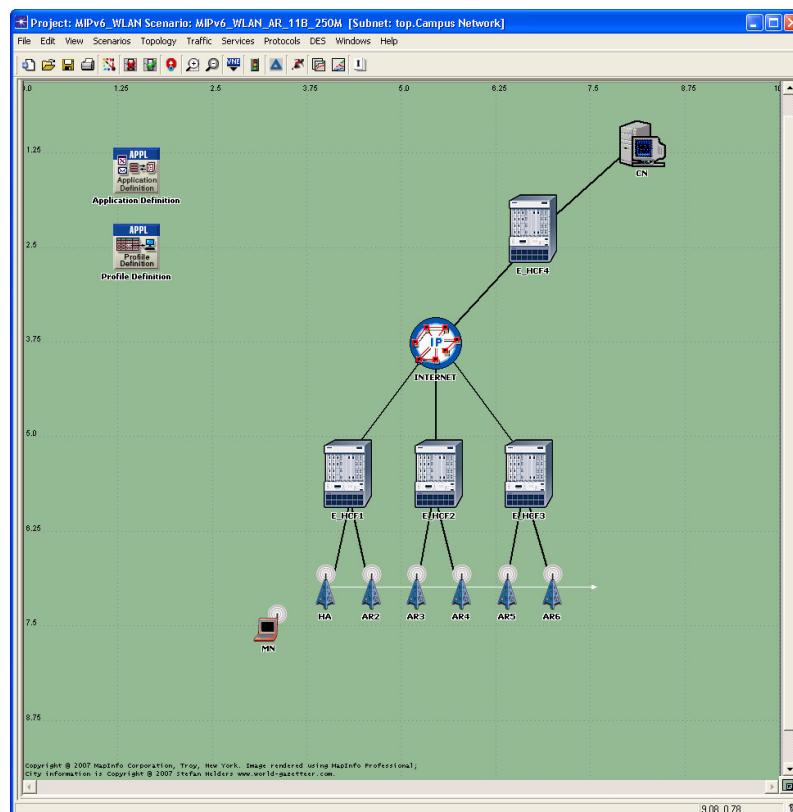 Project: MIPv6_WLAN Scenario: MIPv6_WLAN_AR_11B_250M [Subnet: top.Campus Network]
File Edit View Scenarios Topology Traffic Services Protocols DES Windows Help
0.0 1.25 2.5 3.75 5.0 6.25 7.5 8.75 10
1.25
APPL
Application
Definition
Application Definition
CN
APPL
Profile
Definition
Profile Definition
2.5
E_HCF4
3.75
IP
INTERNET
5.0
E_HCF1 E_HCF2 E_HCF3
6.25
HA AR2 AR3 AR4 AR5 AR6
7.5
MN
8.75
Copyright @ 2007 MapInfo Corporation, Troy, New York. Image rendered using MapInfo Professional;
City information is Copyright @ 2007 Stefan Helders www.world-gazetteer.com.
9.08, 0.78